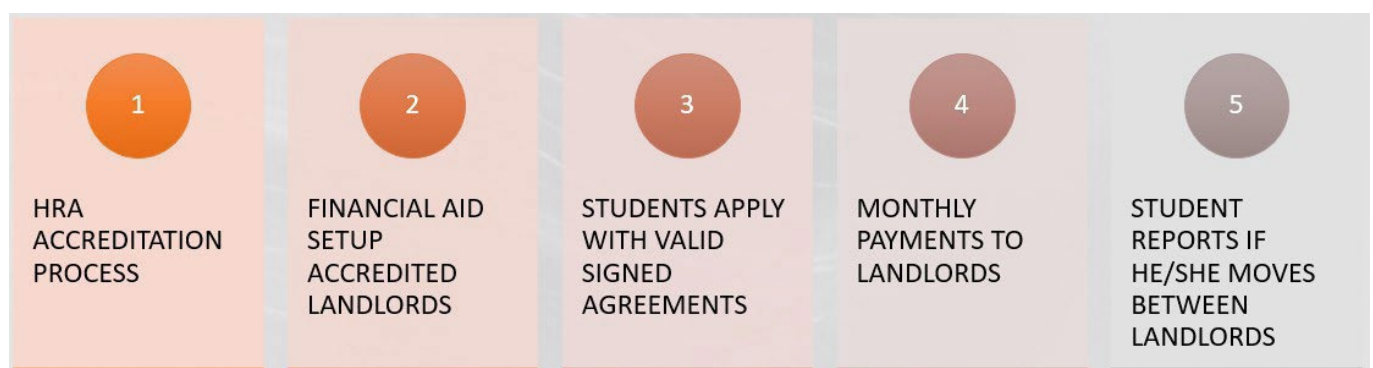 1
HRA
ACCREDITATION
PROCESS
2
FINANCIAL AID
SETUP
ACCREDITED
LANDLORDS
3
STUDENTS APPLY
WITH VALID
SIGNED
AGREEMENTS
4
MONTHLY
PAYMENTS TO
LANDLORDS
5
STUDENT
REPORTS IF
HE/SHE MOVES
BETWEEN
LANDLORDS